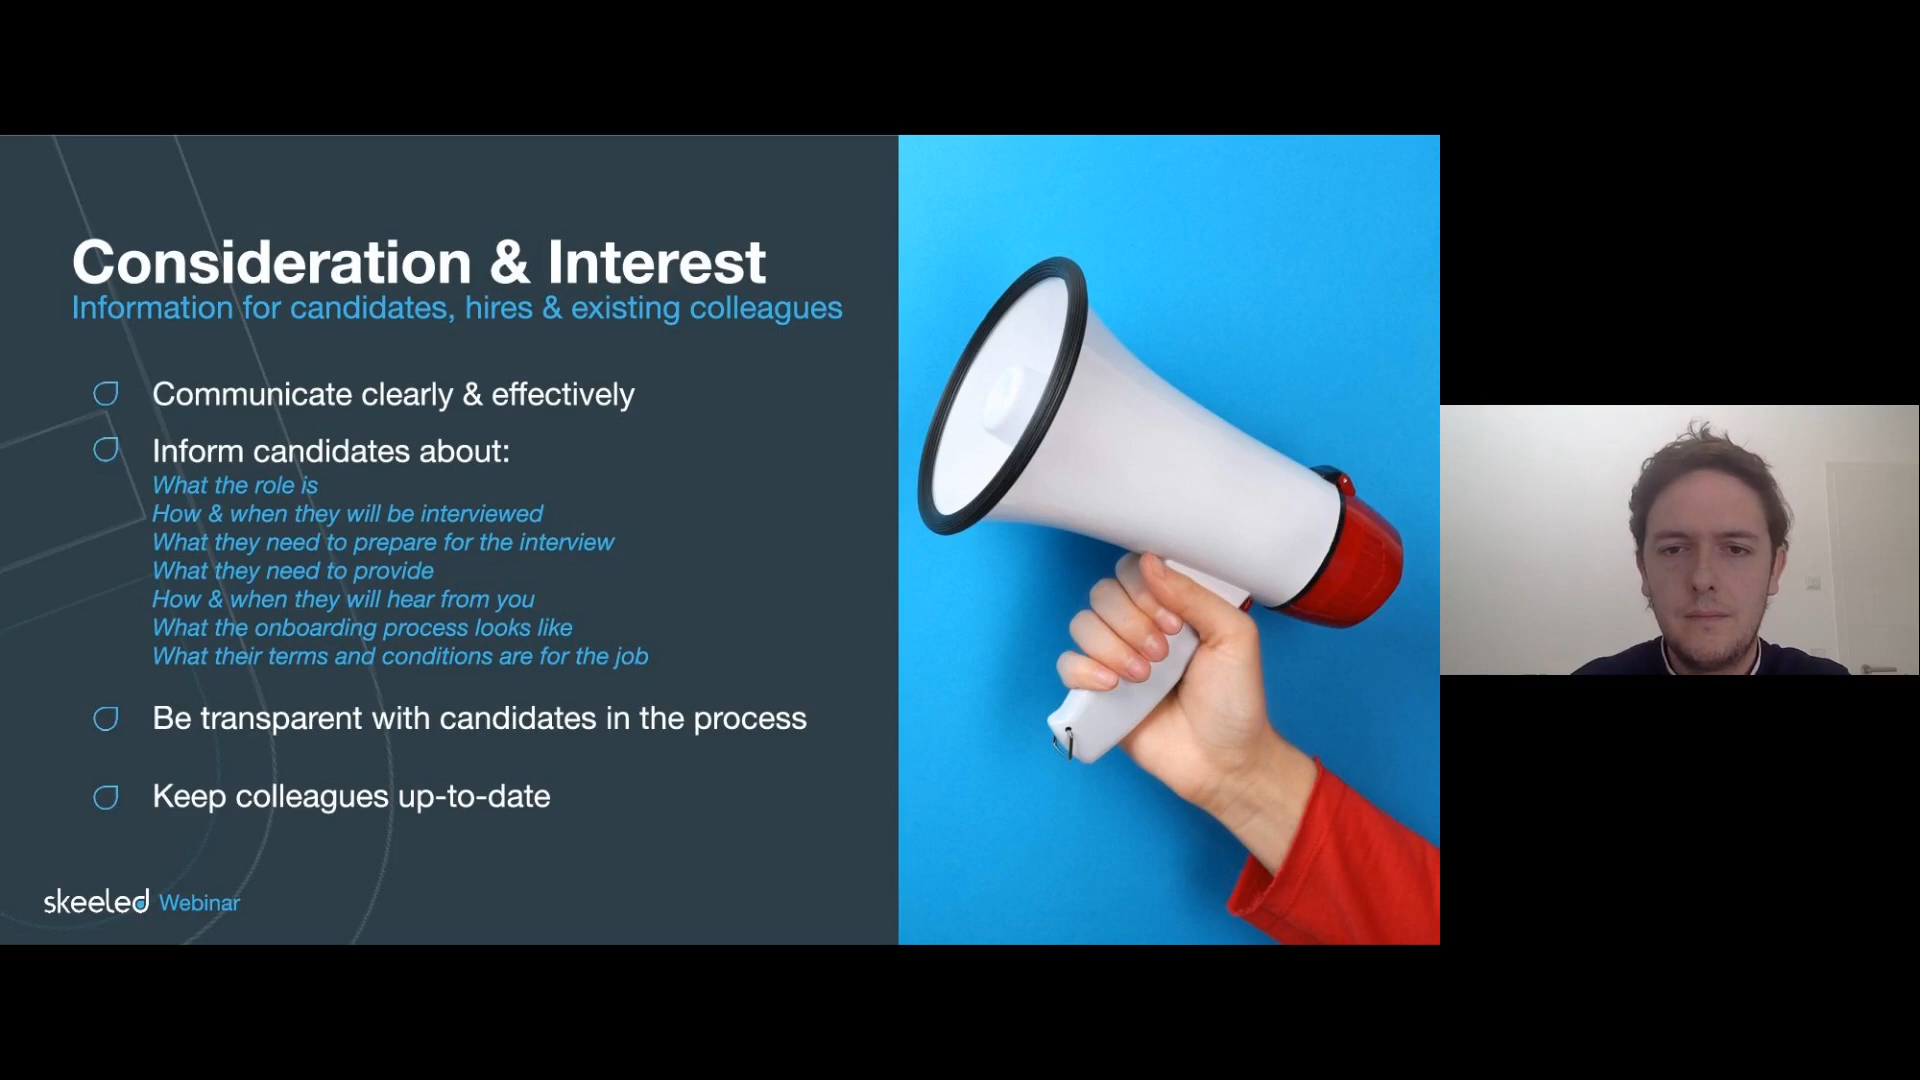 Consideration & Interest
Information for candidates, hires & existing colleagues
Communicate clearly & effectively
Inform candidates about:
What the role is
How & when they will be interviewed
What they need to prepare for the interview
What they need to provide
How & when they will hear from you
What the onboarding process looks like
What their terms and conditions are for the job
Be transparent with candidates in the process
Keep colleagues up-to-date
skeeled Webinar